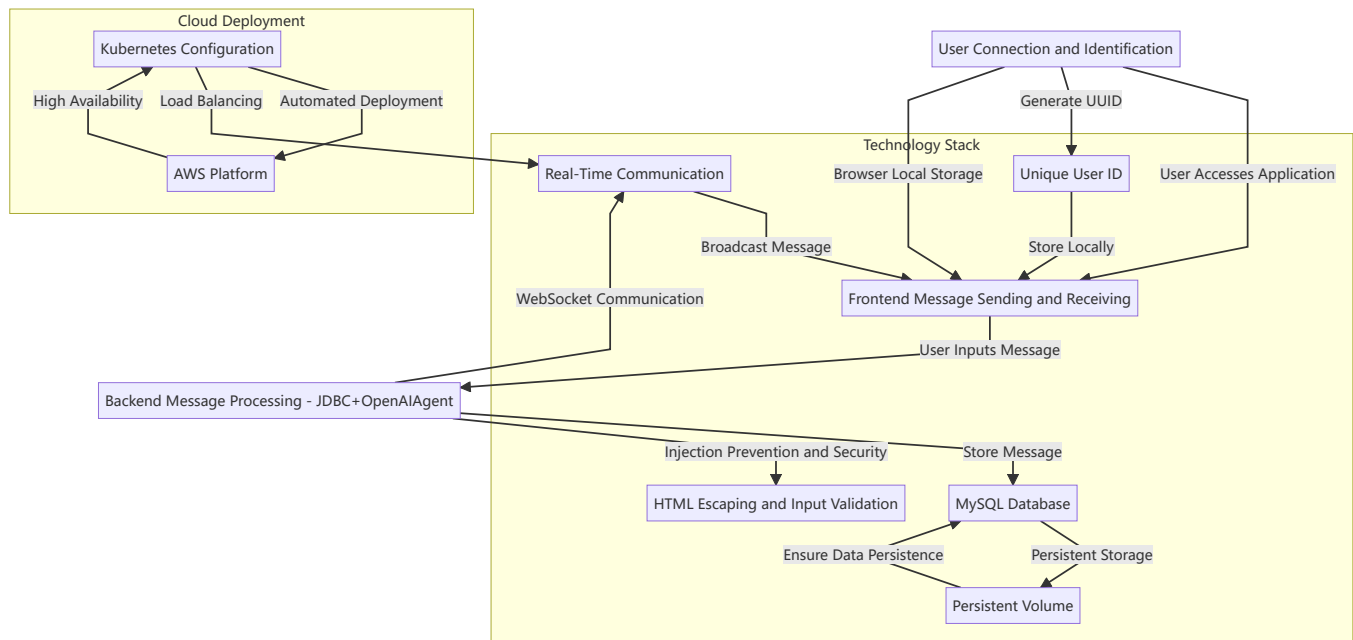 Cloud Deployment
Kubernetes Configuration
User Connection and Identification
High Availability
Load Balancing
Automated Deployment
Generate UUID
Technology Stack
AWS Platform
Real-Time Communication
Browser Local Storage
Unique User ID
User Accesses Application
Broadcast Message
Store Locally
WebSocket Communication
Frontend Message Sending and Receiving
User Inputs Message
Backend Message Processing - JDBC+OpenAIAgent
Injection Prevention and Security
Store Message
HTML Escaping and Input Validation
MySQL Database
Ensure Data Persistence
Persistent Storage
Persistent Volume